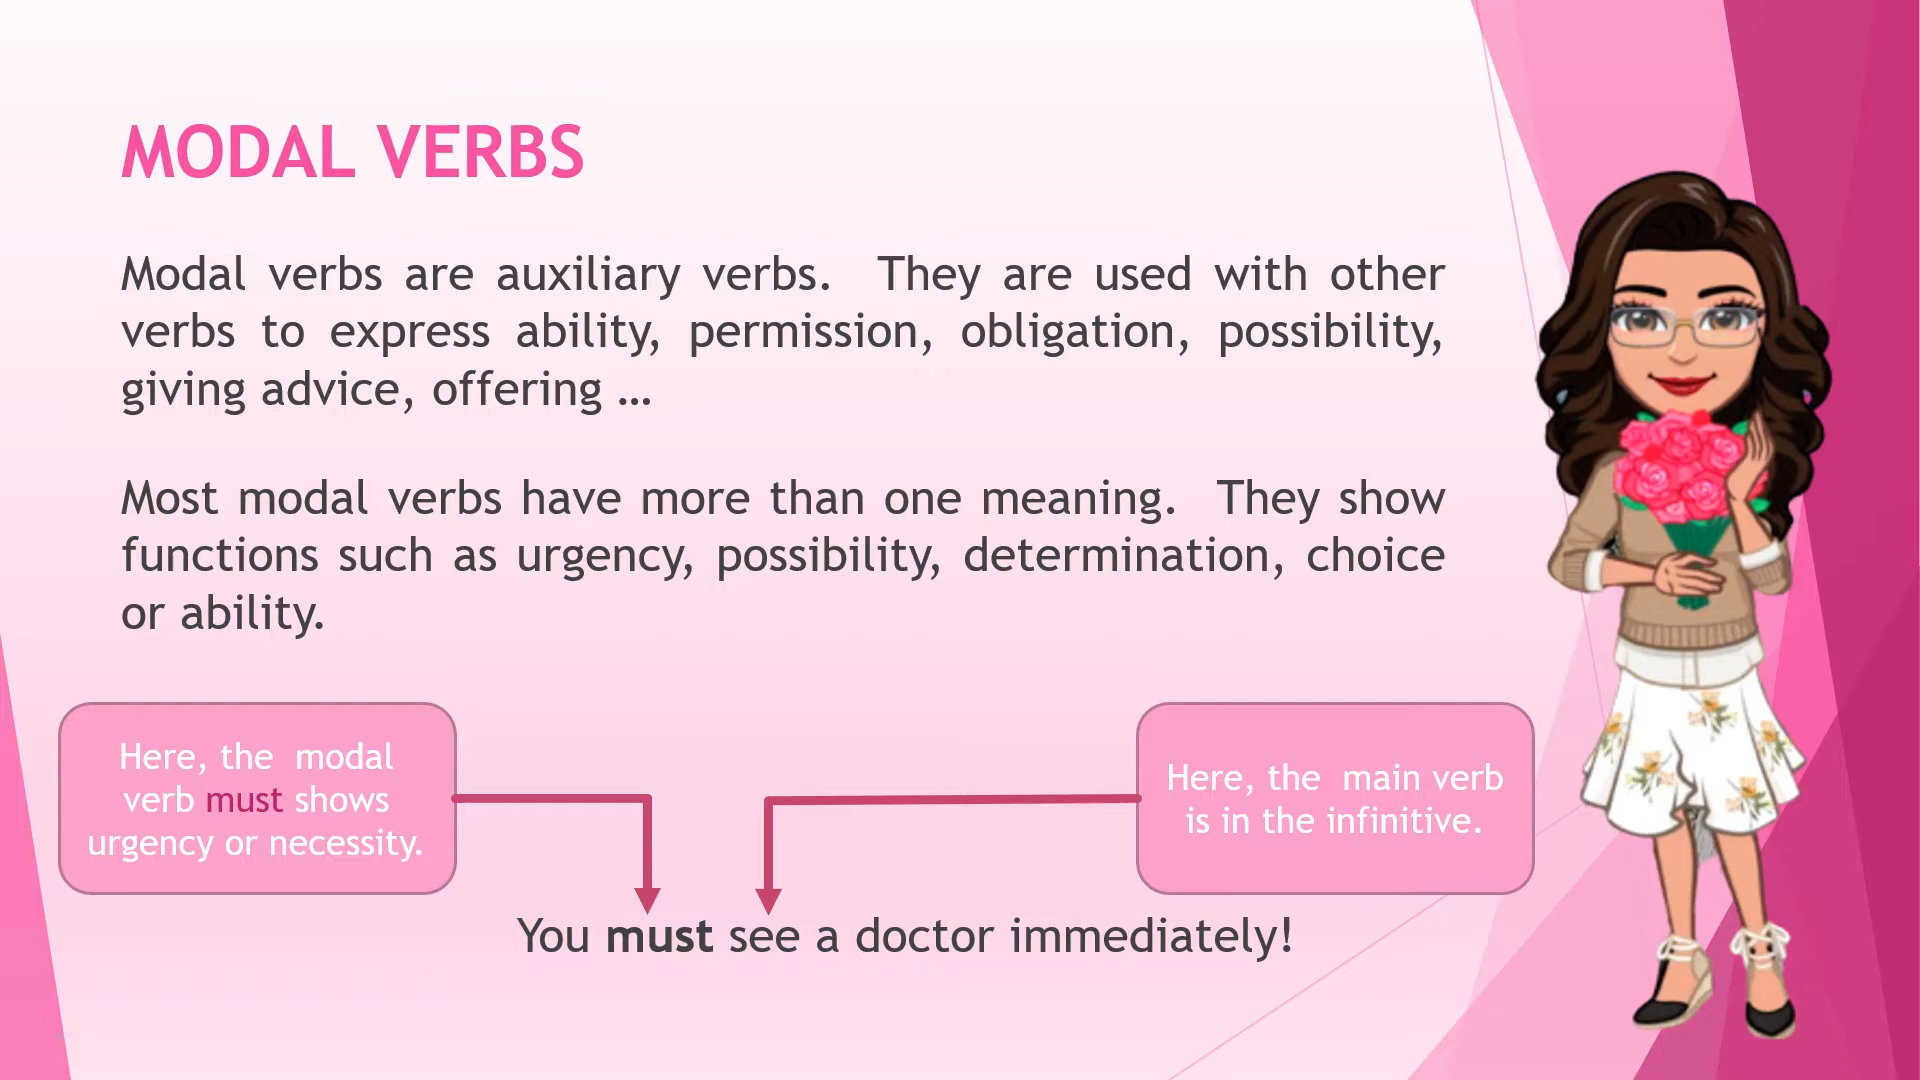 MODAL VERBS
Modal verbs are auxiliary verbs. They are used with other
verbs to express ability, permission, obligation, possibility,
giving advice, offering …
Most modal verbs have more than one meaning. They show
functions such as urgency, possibility, determination, choice
or ability.
Here, the modal
verb must shows
urgency or necessity.
Here, the main verb
is in the infinitive.
You must see a doctor immediately!